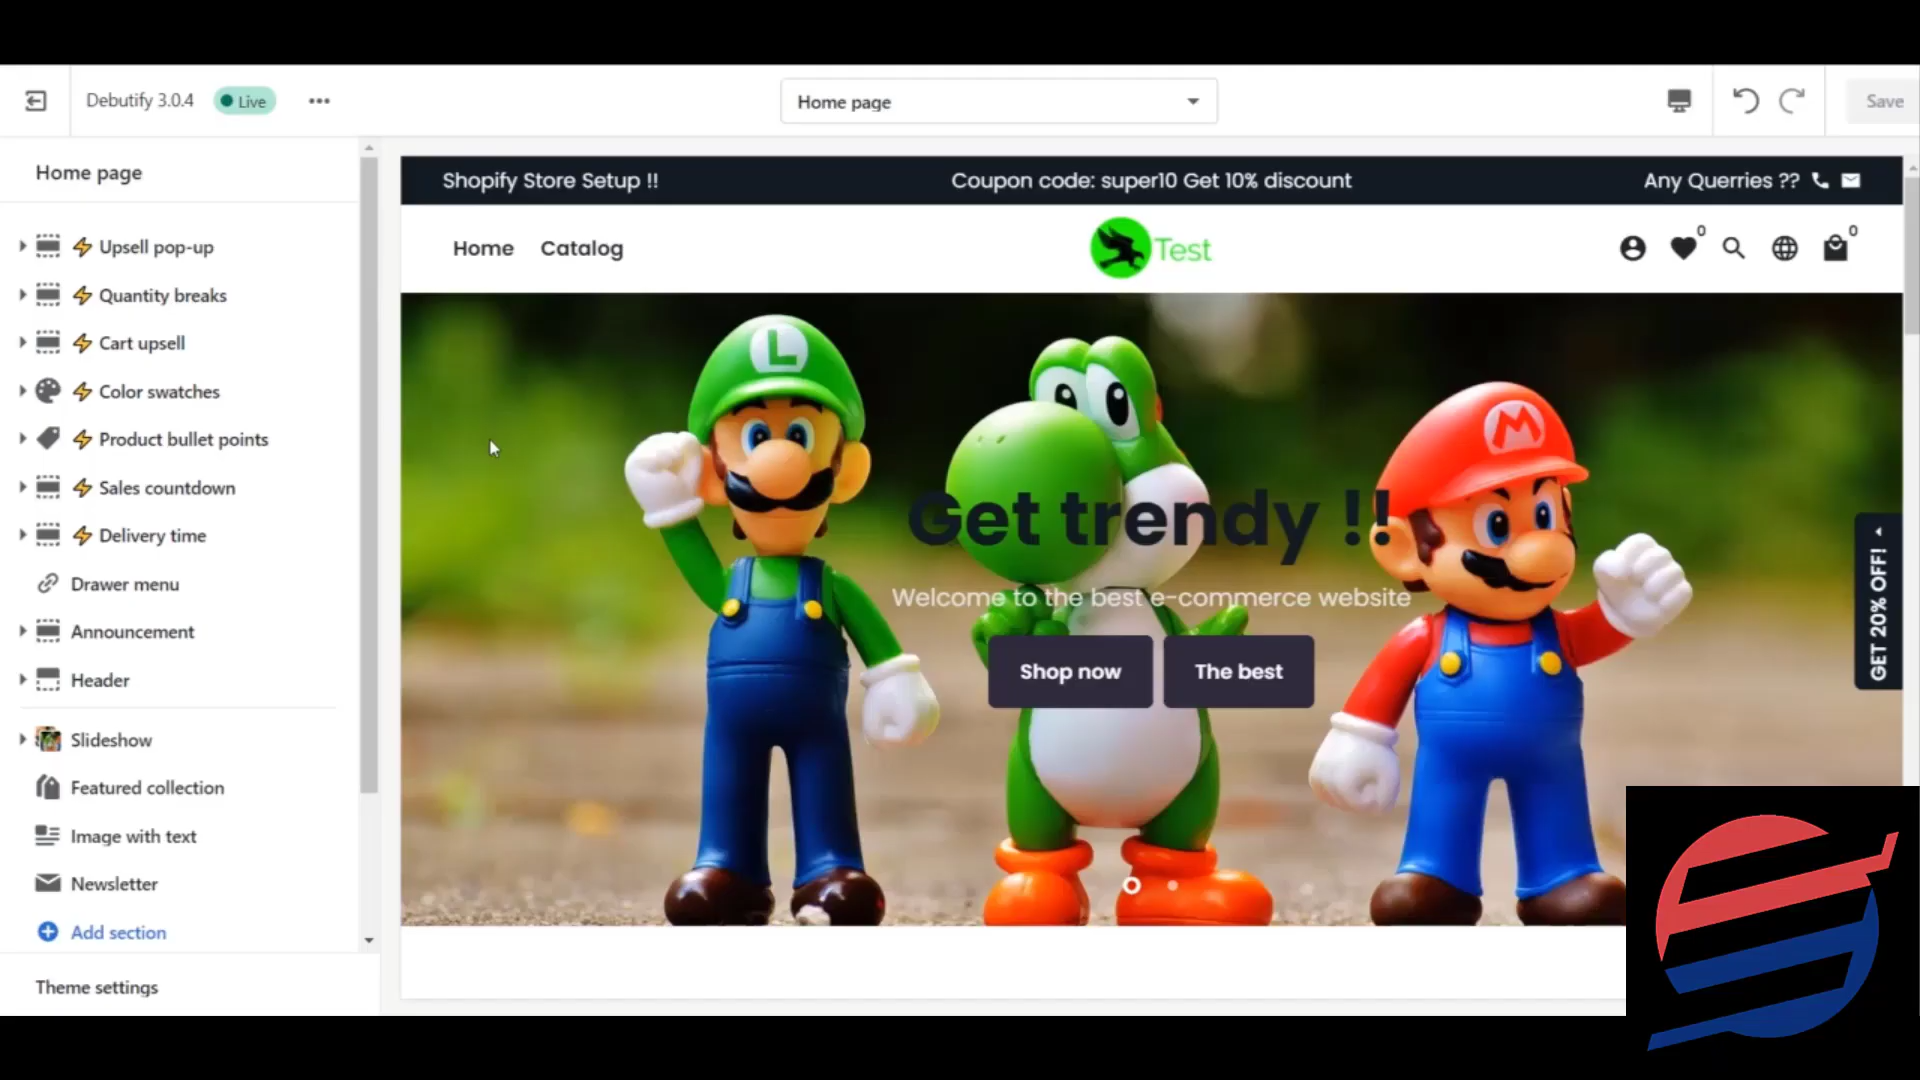 Debutify 3.0.4
Live
Home page
Save
Home page
Upsell pop-up
Quantity breaks
Cart upsell
Color swatches
Product bullet points
Sales countdown
Delivery time
Drawer menu
Announcement
Header
Slideshow
Featured collection
Image with text
Newsletter
Add section
Theme settings
Shopify Store Setup !!
Coupon code: super10 Get 10% discount
Any Querries ??
Home
Catalog
Test
0
0
L
M
Get trendy !!
Welcome to the best e-commerce website
Shop now
The best
GET 20% OFF!